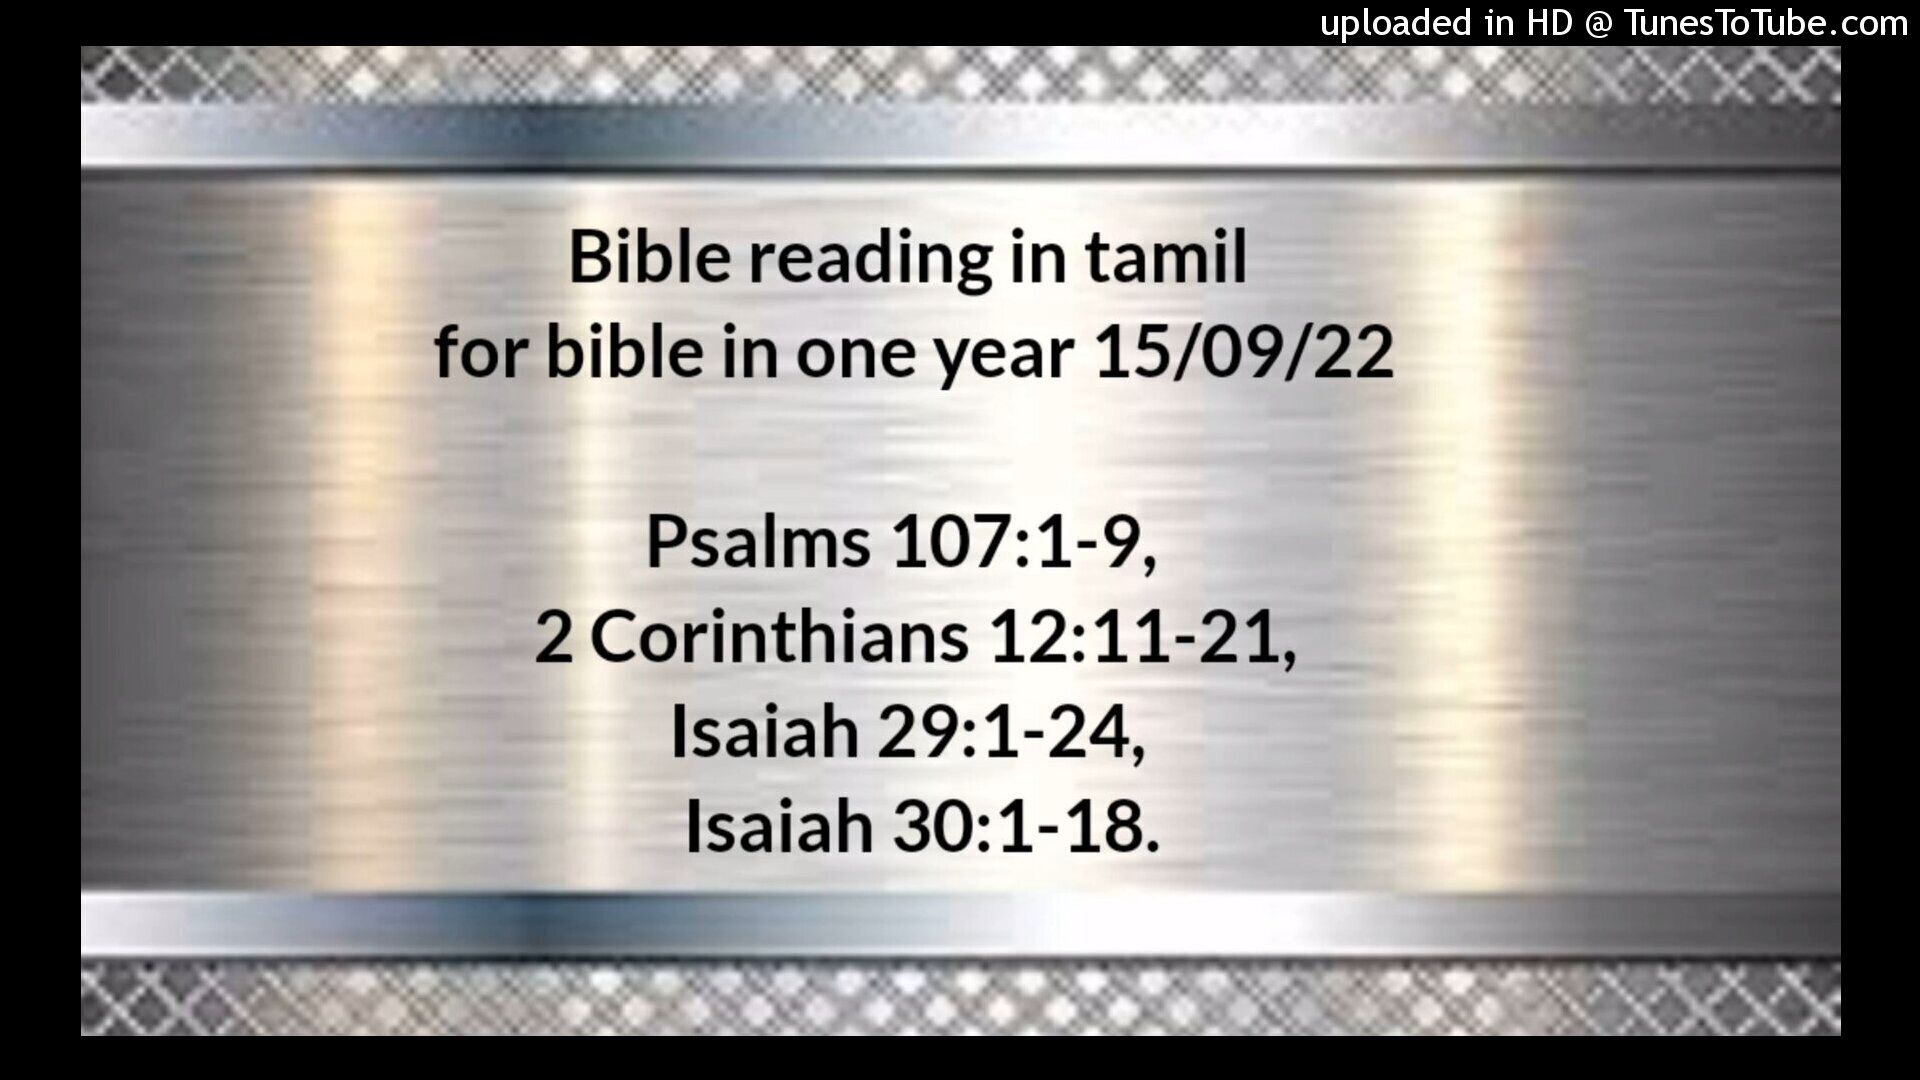 uploaded in HD @ TunesToTube.com
Bible reading in tamil
for bible in one year 15/09/22
Psalms 107:1-9,
2 Corinthians 12:11-21,
Isaiah 29:1-24,
Isaiah 30:1-18.